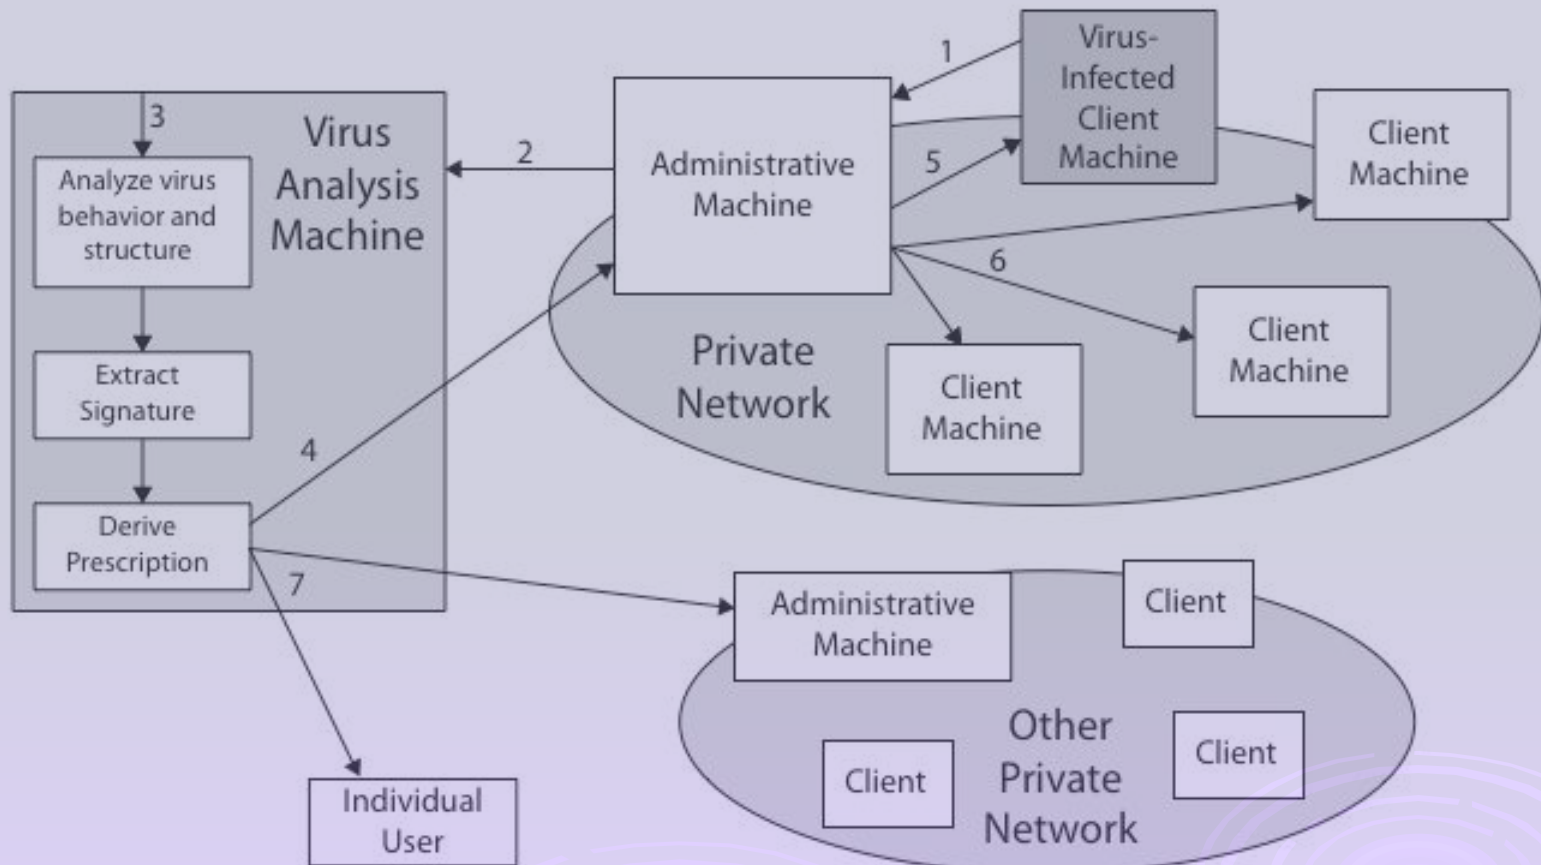 1
Virus-
Infected
Client
Machine
3
Virus
Analysis
Machine
Analyze virus
behavior and
structure
2
Administrative
Machine
5
Client
Machine
6
Client
Machine
Private
Network
Client
Machine
Extract
Signature
4
Derive
Prescription
7
Administrative
Machine
Client
Other
Private
Network
Client
Client
Individual
User